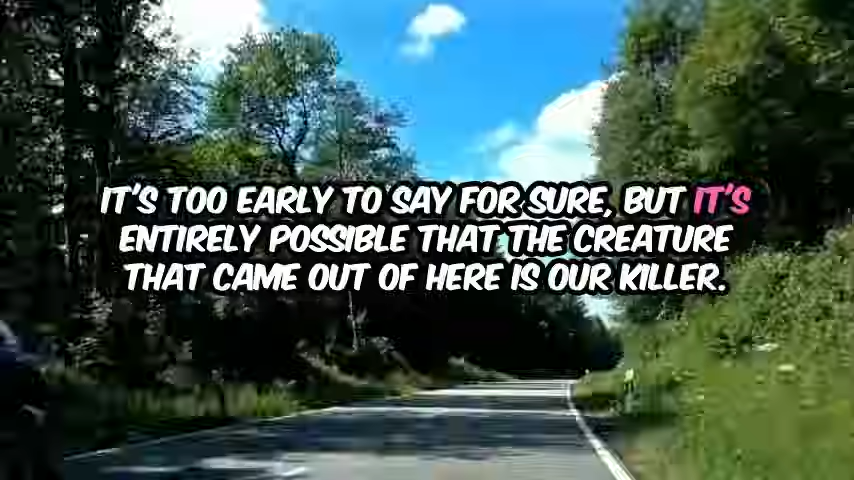 IT'S TOO EARLY TO SAY FOR SURE, BUT IT'S
ENTIRELY POSSIBLE THAT THE CREATURE
THAT CAME OUT OF HERE IS OUR KILLER.